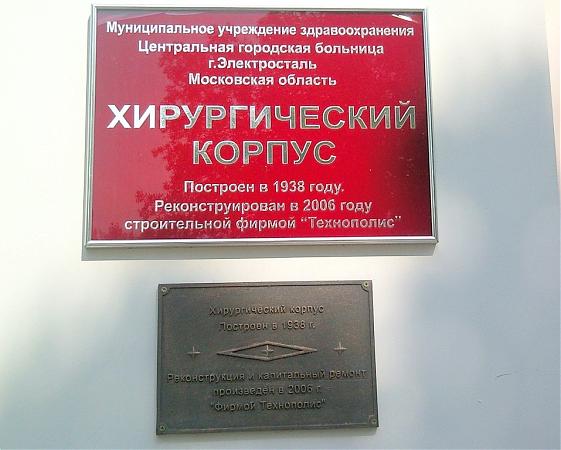 Муниципальное учреждение здравоохранения
Центральная городская больница
г.Электросталь
Московская область
ХИРУРГИЧЕСКИЙ
КОРПУС
Построен в 1938 году.
Реконструирован в 2006 году
строительной фирмой "Технополис"
Хирургический корпус
Построен в 1938 г.
Реконструкция и капитальный ремонт
произведён в 2006 г.
"Фирмой Технополис"